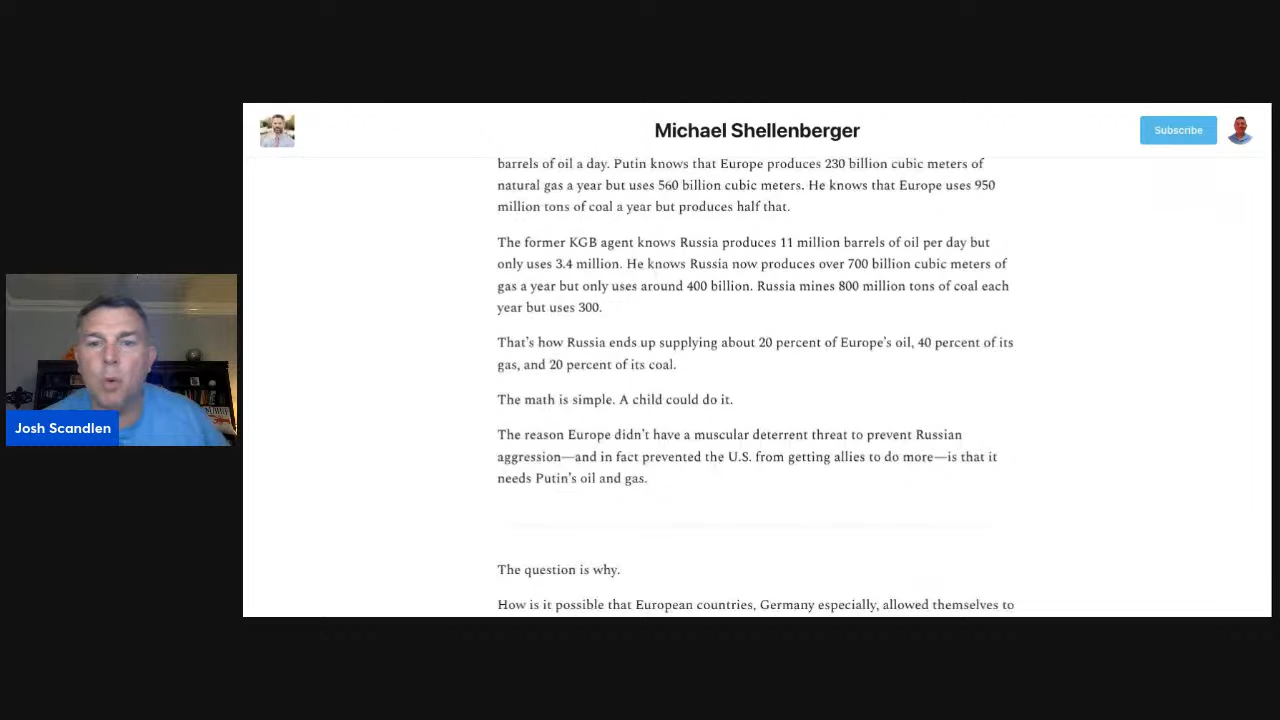 Michael Shellenberger
Subscribe
barrels of oil a day. Putin knows that Europe produces 230 billion cubic meters of
natural gas a year but uses 560 billion cubic meters. He knows that Europe uses 950
million tons of coal a year but produces half that.
The former KGB agent knows Russia produces 11 million barrels of oil per day but
only uses 3.4 million. He knows Russia now produces over 700 billion cubic meters of
gas a year but only uses around 400 billion. Russia mines 800 million tons of coal each
year but uses 300.
That’s how Russia ends up supplying about 20 percent of Europe’s oil, 40 percent of its
gas, and 20 percent of its coal.
The math is simple. A child could do it.
The reason Europe didn’t have a muscular deterrent threat to prevent Russian
aggression—and in fact prevented the U.S. from getting allies to do more—is that it
needs Putin’s oil and gas.
The question is why.
How is it possible that European countries, Germany especially, allowed themselves to
Josh Scandlen